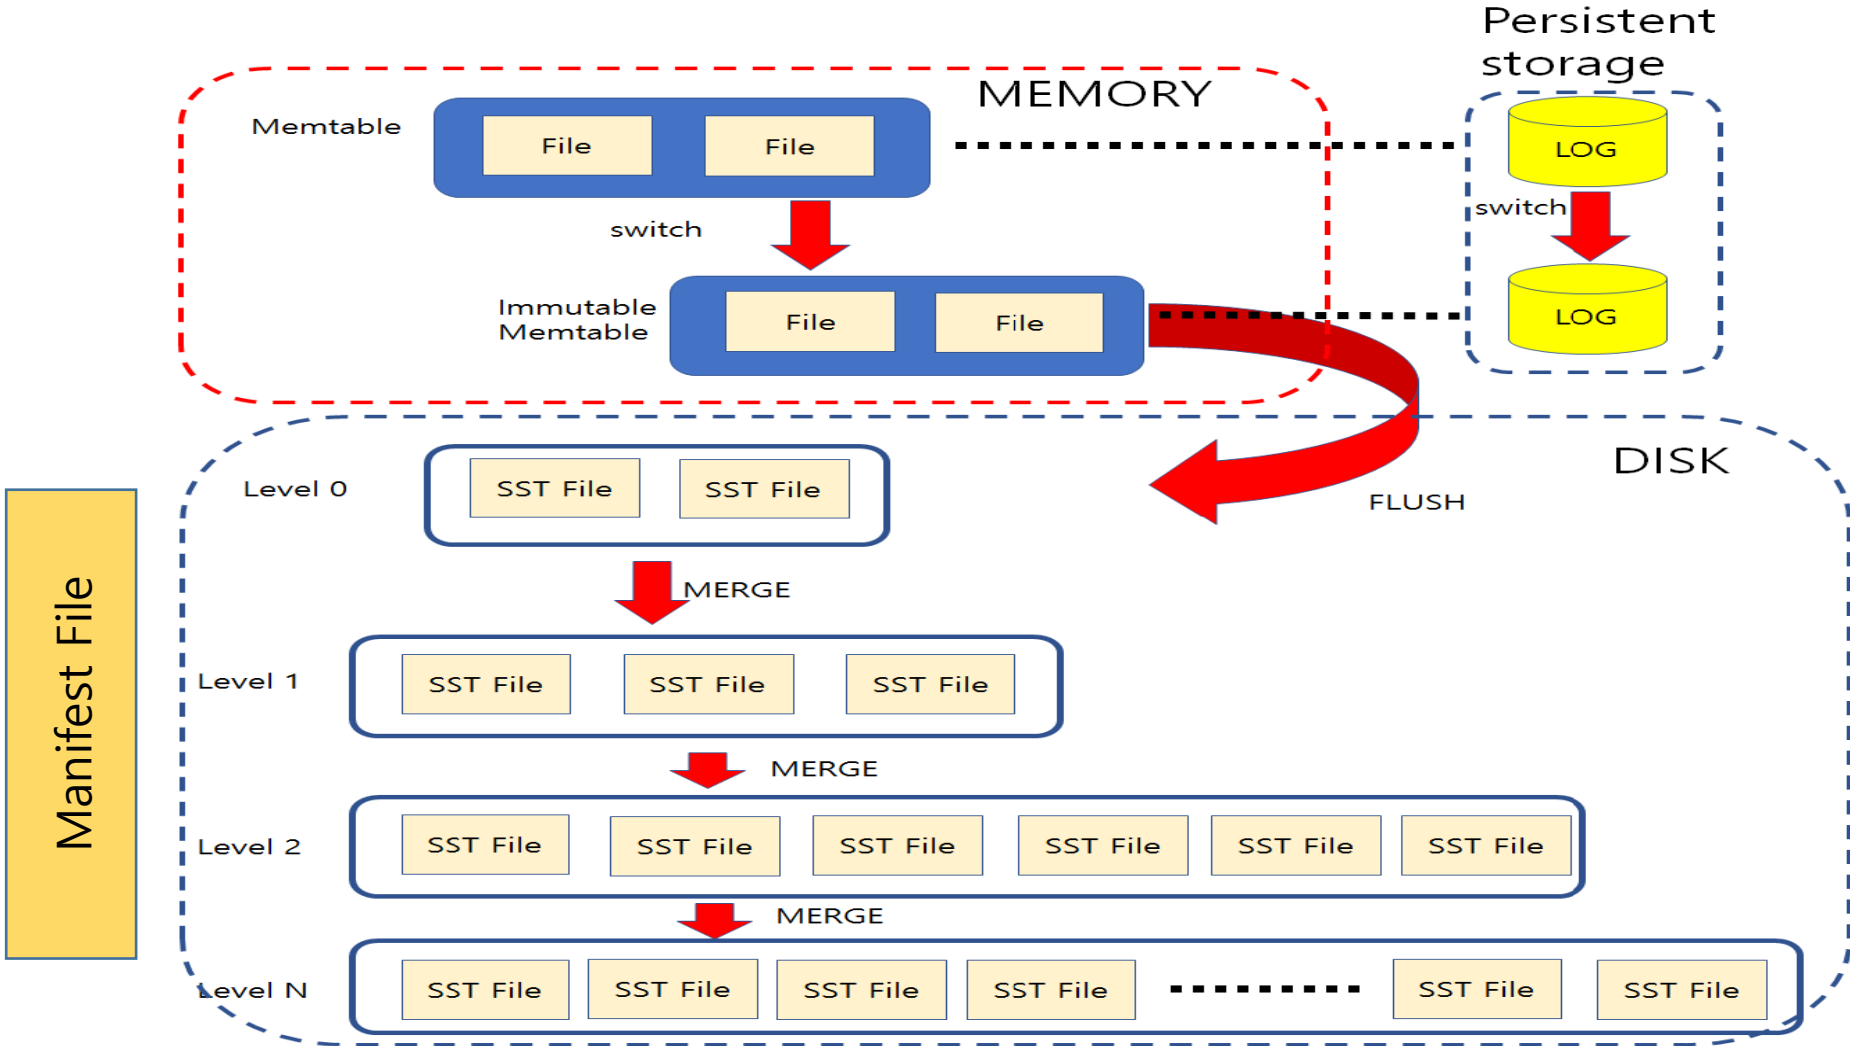 Persistent
storage
MEMORY
Memtable
File File
LOG
switch
switch
Immutable
Memtable
File File
LOG
DISK
Level 0
SST File SST File
FLUSH
MERGE
Manifest File
Level 1
SST File SST File SST File
MERGE
Level 2
SST File SST File SST File SST File SST File SST File
MERGE
Level N
SST File SST File SST File SST File SST File SST File